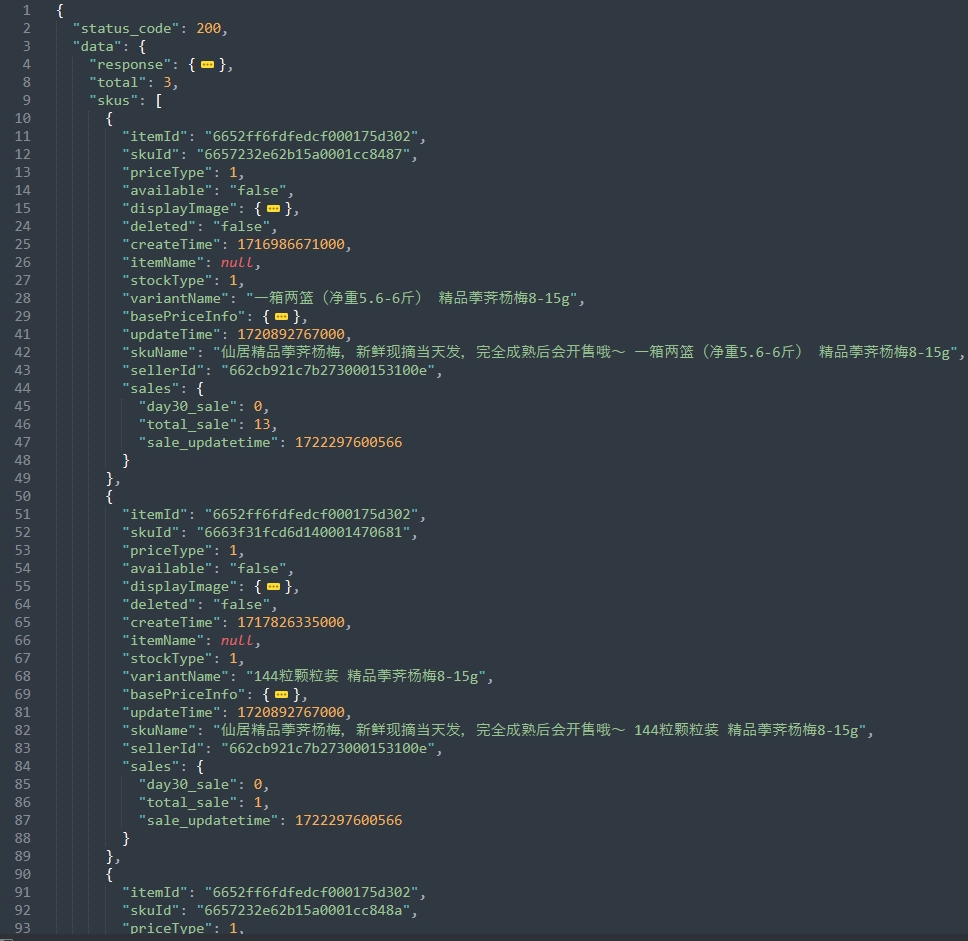 1 {
2 "status_code": 200,
3 "data": {
4 "response": { ... },
8 "total": 3,
9 "skus": [
10 {
11 "itemId": "6652ff6fdfedcf000175d302",
12 "skuId": "6657232e62b15a0001cc8487",
13 "priceType": 1,
14 "available": "false",
15 "displayImage": { ... },
24 "deleted": "false",
25 "createTime": 1716986671000,
26 "itemName": null,
27 "stockType": 1,
28 "variantName": "一箱两篮（净重5.6-6斤） 精品荸荠杨梅8-15g",
29 "basePriceInfo": { ... },
41 "updateTime": 1720892767000,
42 "skuName": "仙居精品荸荠杨梅，新鲜现摘当天发，完全成熟后会开售哦～ 一箱两篮（净重5.6-6斤） 精品荸荠杨梅8-15g",
43 "sellerId": "662cb921c7b273000153100e",
44 "sales": {
45 "day30_sale": 0,
46 "total_sale": 13,
47 "sale_updatetime": 1722297600566
48 }
49 },
50 {
51 "itemId": "6652ff6fdfedcf000175d302",
52 "skuId": "6663f31fcd6d140001470681",
53 "priceType": 1,
54 "available": "false",
55 "displayImage": { ... },
64 "deleted": "false",
65 "createTime": 1717826335000,
66 "itemName": null,
67 "stockType": 1,
68 "variantName": "144粒颗粒装 精品荸荠杨梅8-15g",
69 "basePriceInfo": { ... },
81 "updateTime": 1720892767000,
82 "skuName": "仙居精品荸荠杨梅，新鲜现摘当天发，完全成熟后会开售哦～ 144粒颗粒装 精品荸荠杨梅8-15g",
83 "sellerId": "662cb921c7b273000153100e",
84 "sales": {
85 "day30_sale": 0,
86 "total_sale": 1,
87 "sale_updatetime": 1722297600566
88 }
89 },
90 {
91 "itemId": "6652ff6fdfedcf000175d302",
92 "skuId": "6657232e62b15a0001cc848a",
93 "priceType": 1,